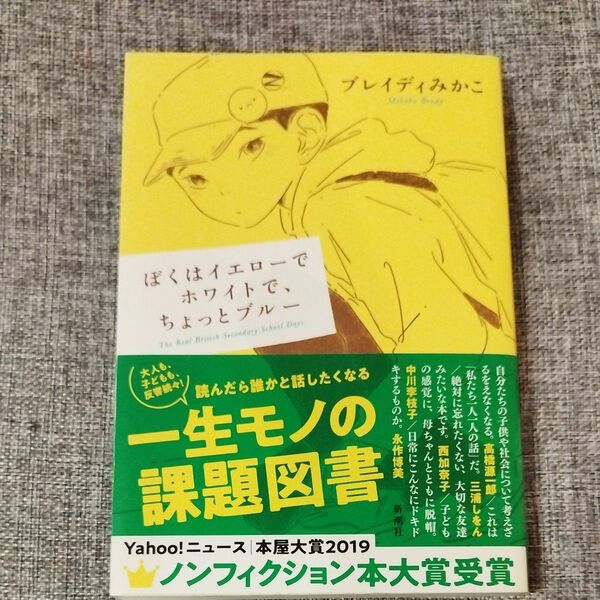 ブレイディみかこ
Mikako Brady
ぼくはイエローで
ホワイトで、
ちょっとブルー
The Real British Secondary School Days
大人も、
子どもも、
反響続々!
読んだら誰かと話したくなる
一生モノの
課題図書
自分たちの子供や社会について考えざ
るをえなくなる。高橋源一郎/これは
「私たち一人一人の話」だ。三浦しをん
/絶対に忘れたくない、大切な友達
みたいな本です。西加奈子/子ども
の感覚に、母ちゃんとともに脱帽。
中川李枝子/日常にこんなにドキド
キするものか。永作博美
新潮社
Yahoo!ニュース|本屋大賞2019
ノンフィクション本大賞受賞